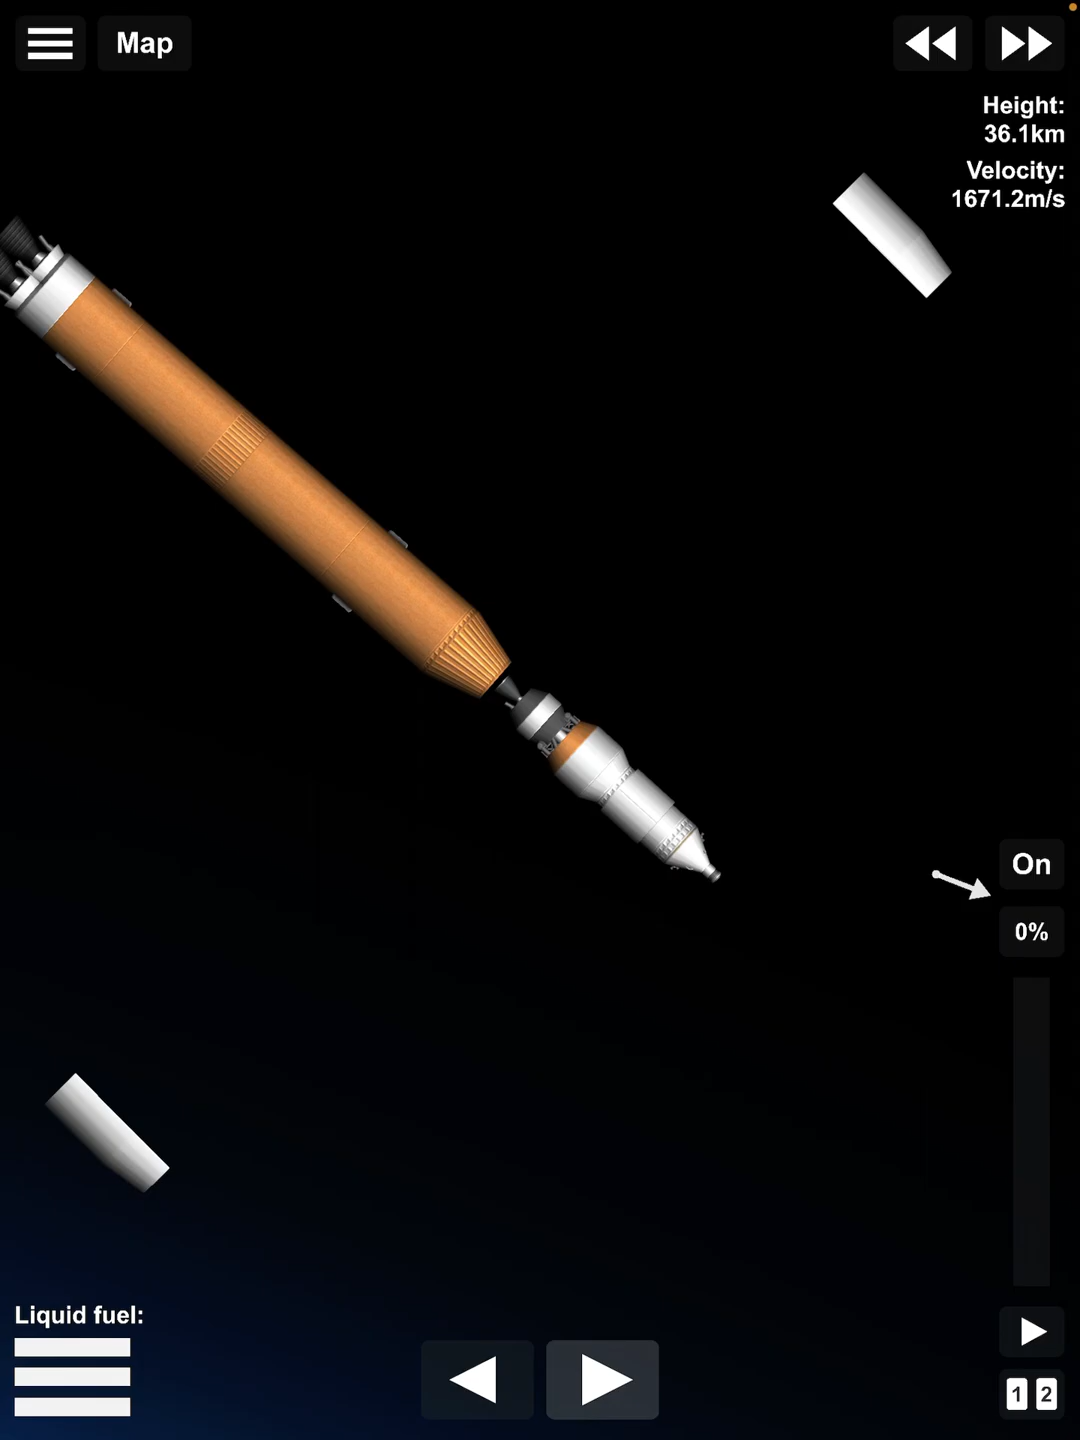 Map
Height:
36.1km
Velocity:
1671.2m/s
On
0%
Liquid fuel:
1 2